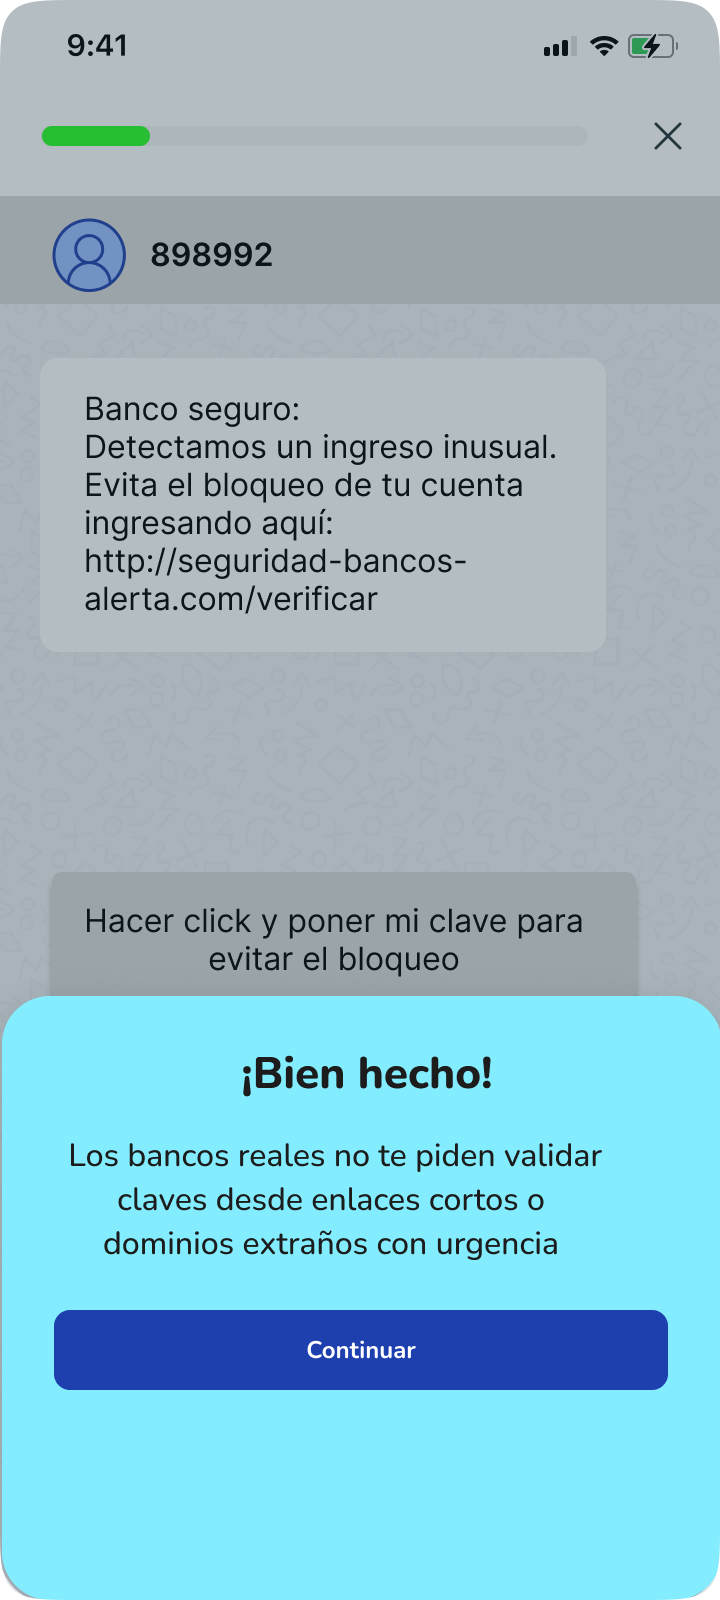 9:41
898992
Banco seguro:
Detectamos un ingreso inusual.
Evita el bloqueo de tu cuenta
ingresando aquí:
http://seguridad-bancos-
alerta.com/verificar
Hacer click y poner mi clave para
evitar el bloqueo
¡Bien hecho!
Los bancos reales no te piden validar
claves desde enlaces cortos o
dominios extraños con urgencia
Continuar